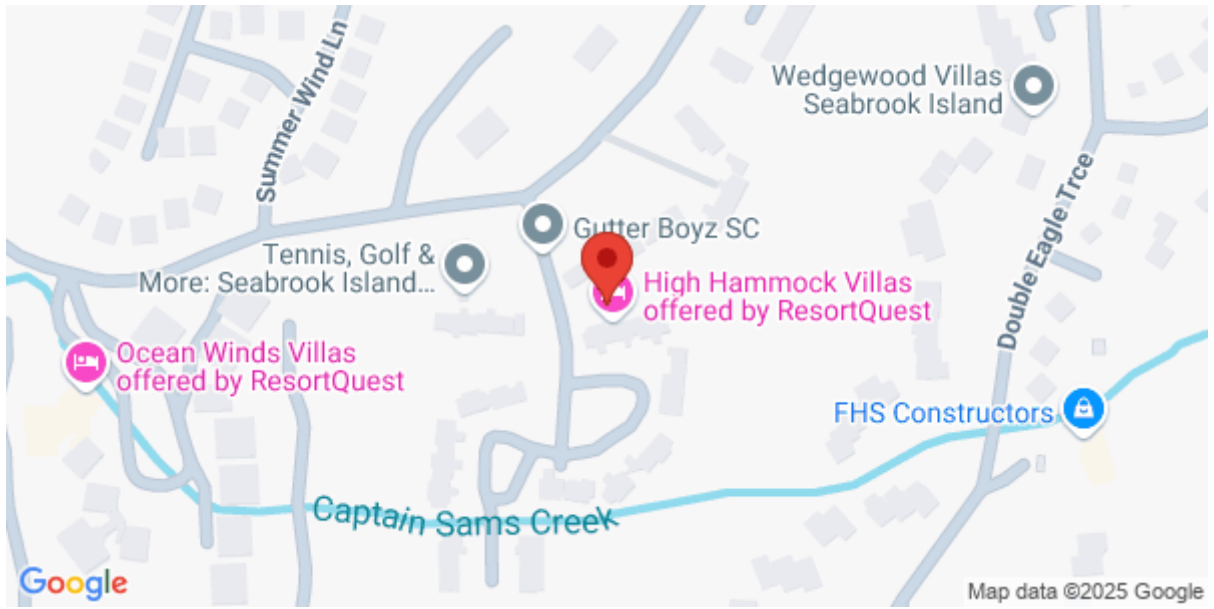 Summer Wind Ln
Wedgewood Villas
Seabrook Island
Gutter Boyz SC
Double Eagle Trce
Tennis, Golf &
More: Seabrook Island...
High Hammock Villas
offered by ResortQuest
Ocean Winds Villas
offered by ResortQuest
FHS Constructors
Captain Sams Creek
Google
Map data ©2025 Google